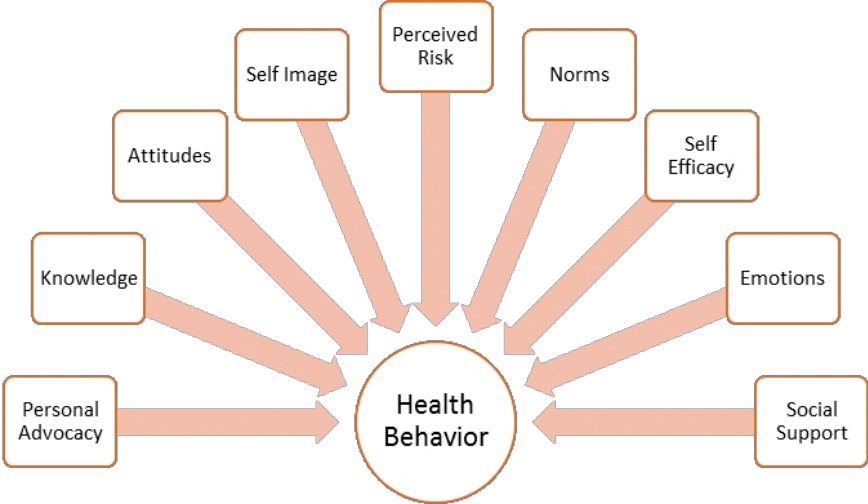 Perceived
Risk
Self Image
Norms
Attitudes
Self
Efficacy
Knowledge
Emotions
Personal
Advocacy
Health
Behavior
Social
Support